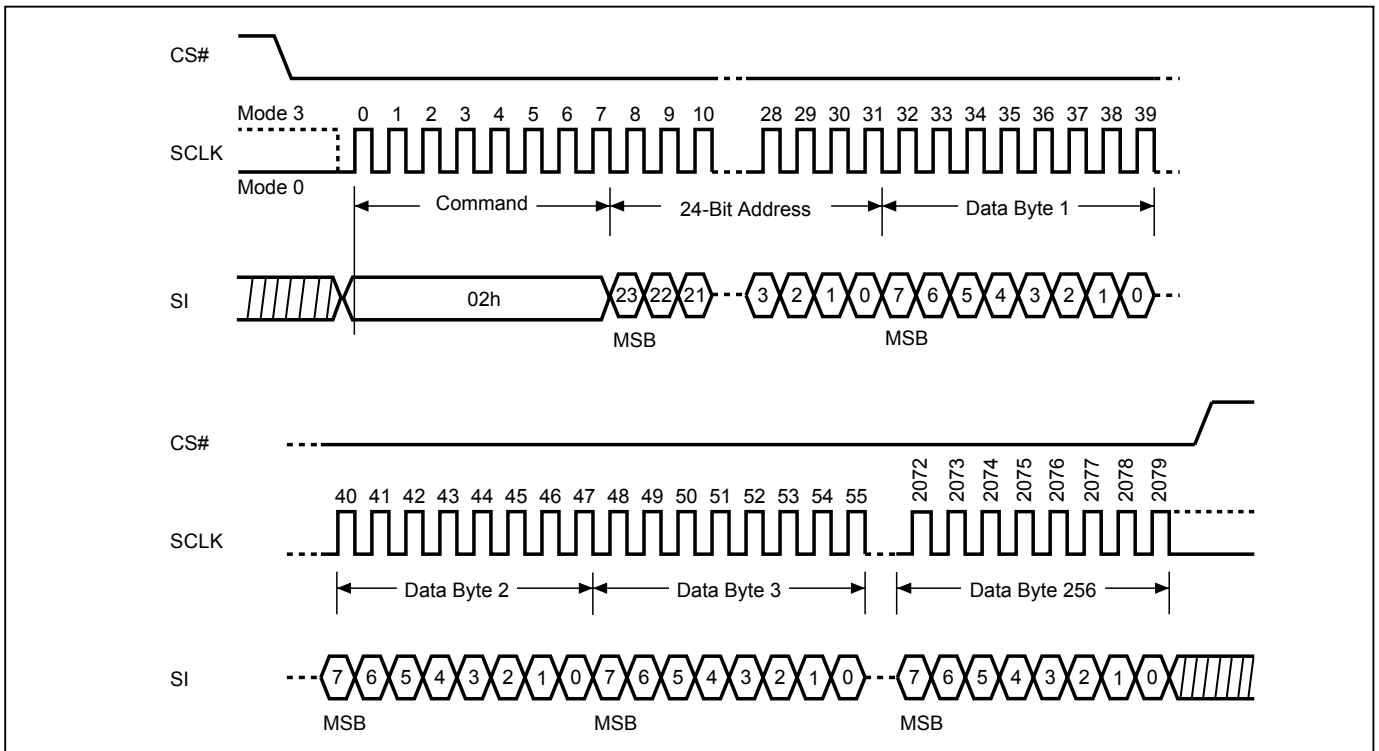 CS#
Mode 3
0 1 2 3 4 5 6 7 8 9 10 28 29 30 31 32 33 34 35 36 37 38 39
SCLK
Mode 0
Command 24-Bit Address Data Byte 1
SI 02h 23 22 21 3 2 1 0 7 6 5 4 3 2 1 0
MSB MSB
CS#
2072 2073 2074 2075 2076 2077 2078 2079
40 41 42 43 44 45 46 47 48 49 50 51 52 53 54 55
SCLK
Data Byte 2 Data Byte 3 Data Byte 256
SI 7 6 5 4 3 2 1 0 7 6 5 4 3 2 1 0 7 6 5 4 3 2 1 0
MSB MSB MSB